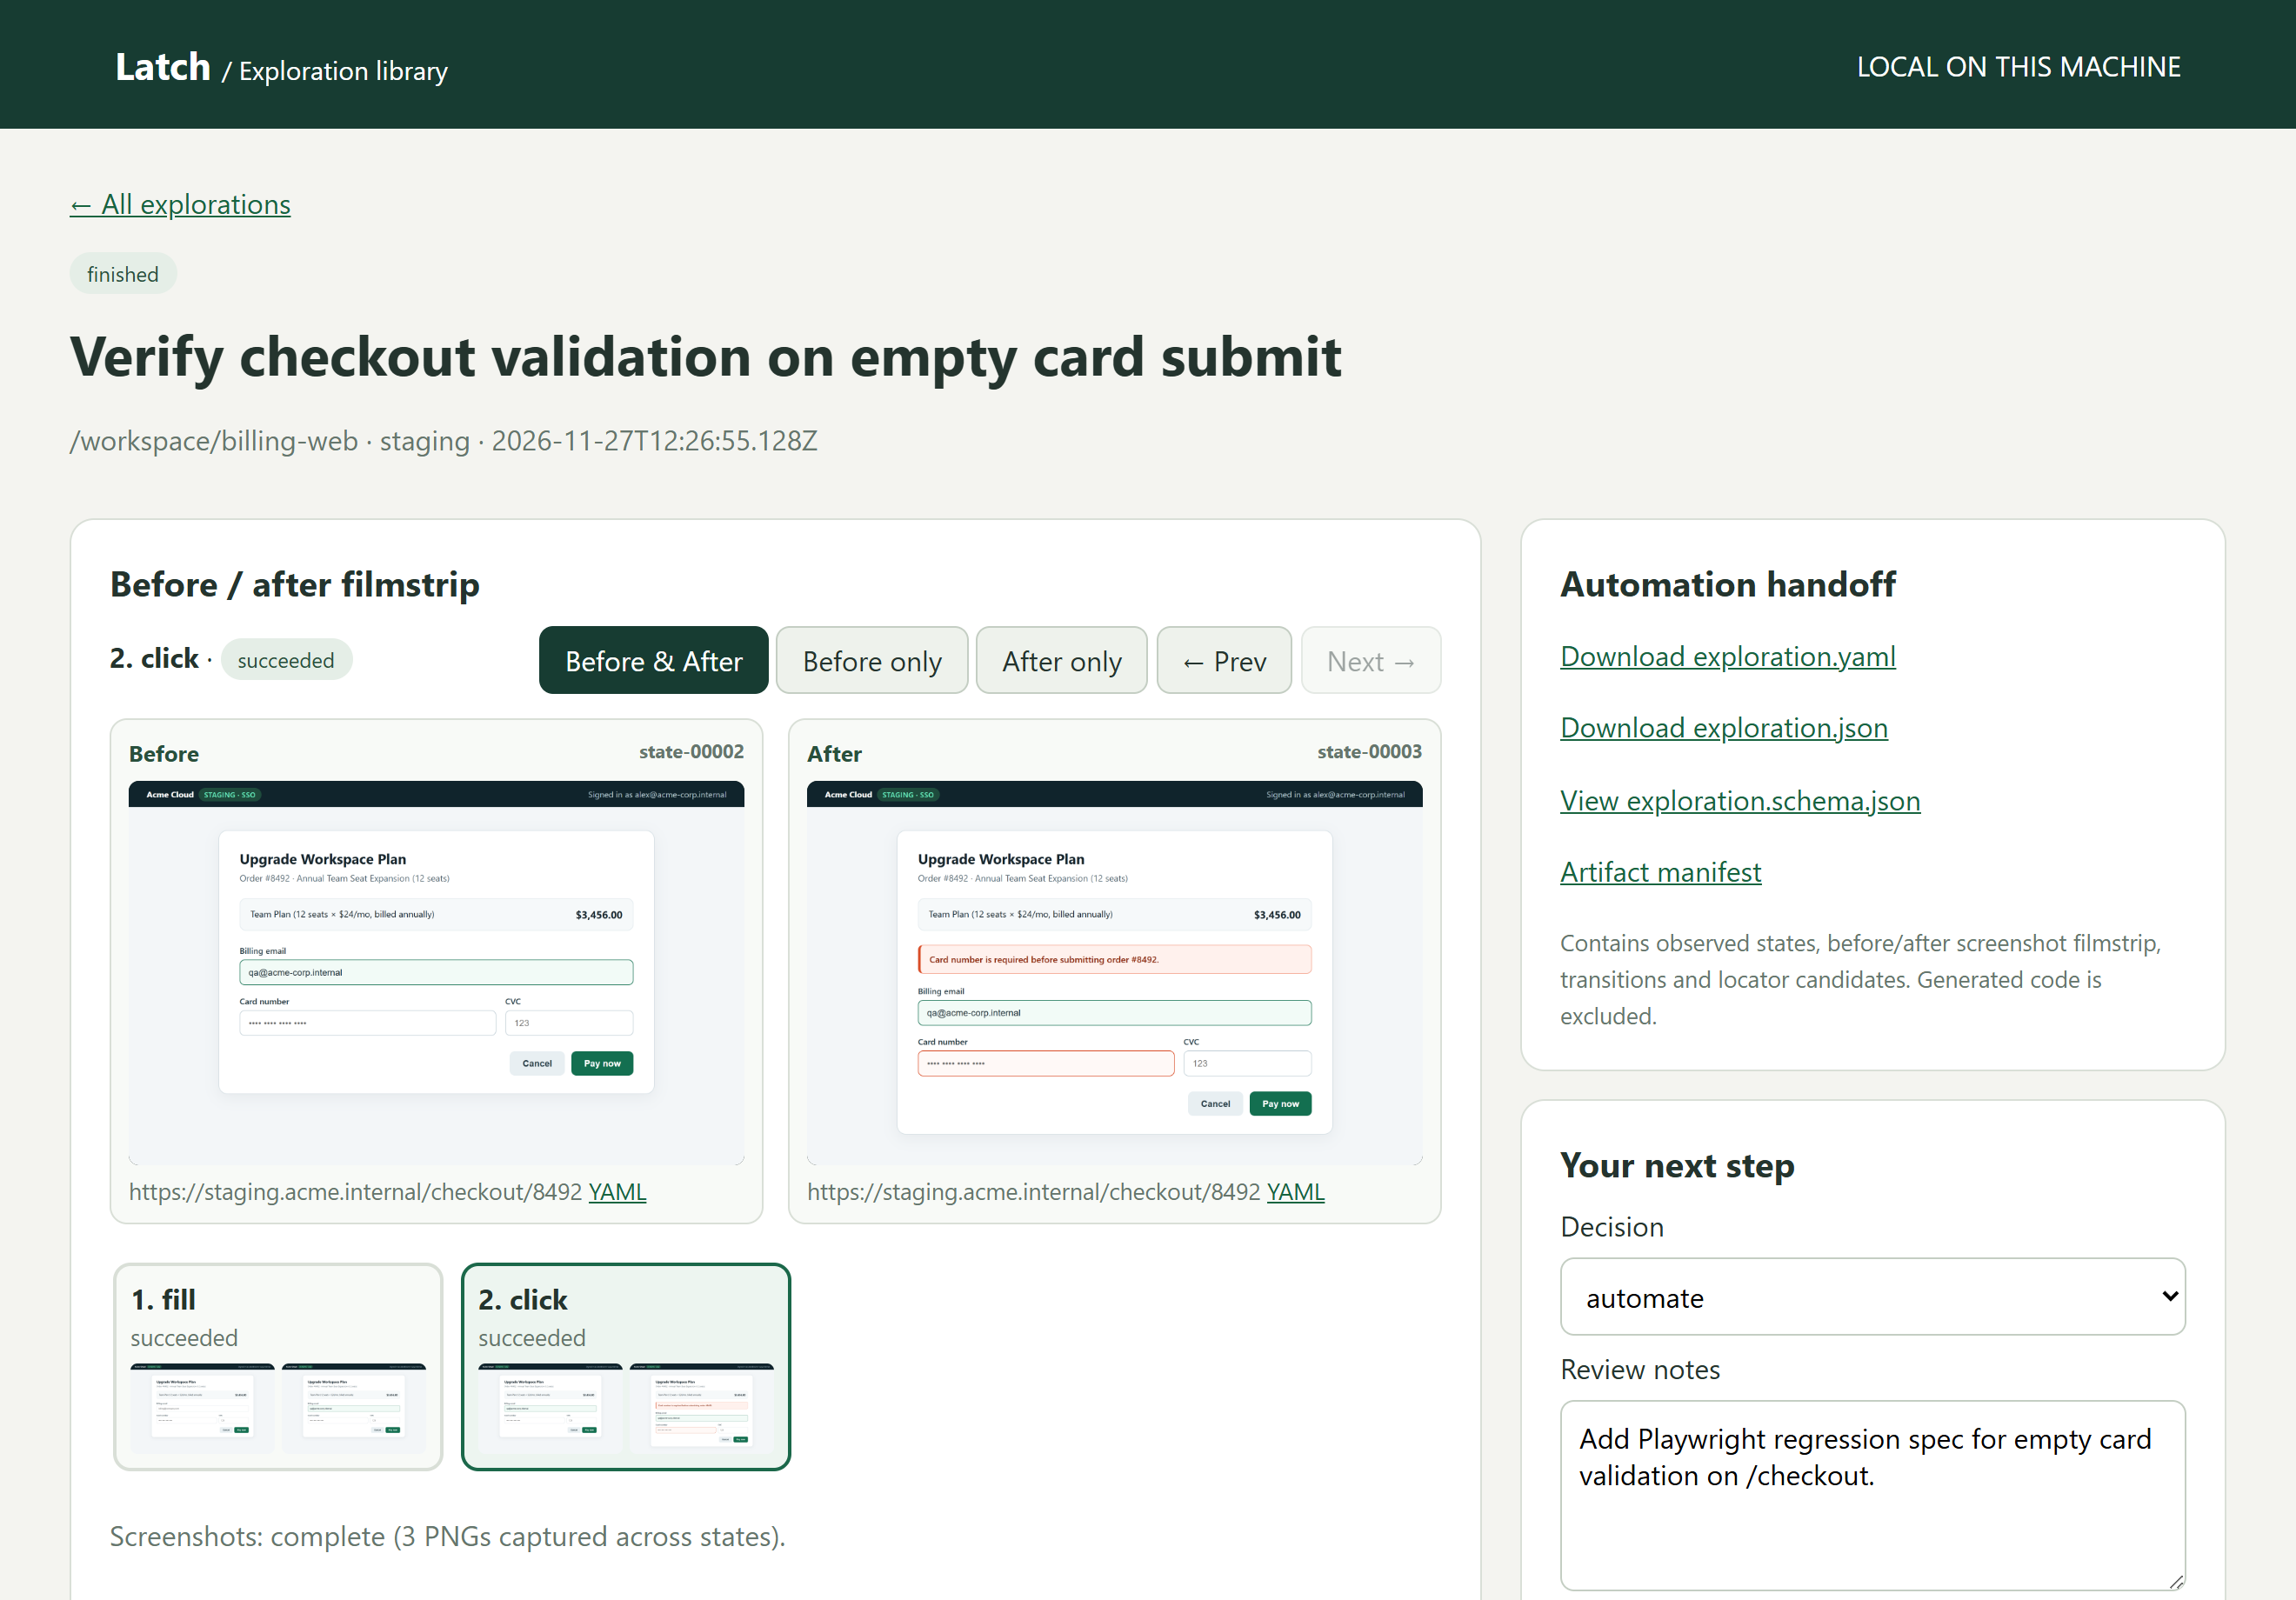 Latch / Exploration library
LOCAL ON THIS MACHINE
← All explorations
finished
Verify checkout validation on empty card submit
/workspace/billing-web · staging · 2026-11-27T12:26:55.128Z
Before / after filmstrip
2. click · succeeded
Before & After
Before only
After only
← Prev
Next →
Before
state-00002
Acme Cloud
STAGING · SSO
Signed in as alex@acme-corp.internal
Upgrade Workspace Plan
Order #8492 · Annual Team Seat Expansion (12 seats)
Team Plan (12 seats × $24/mo, billed annually)
$3,456.00
Billing email
qa@acme-corp.internal
Card number
CVC
•••• •••• •••• ••••
123
Cancel
Pay now
https://staging.acme.internal/checkout/8492 YAML
After
state-00003
Acme Cloud
STAGING · SSO
Signed in as alex@acme-corp.internal
Upgrade Workspace Plan
Order #8492 · Annual Team Seat Expansion (12 seats)
Team Plan (12 seats × $24/mo, billed annually)
$3,456.00
Card number is required before submitting order #8492.
Billing email
qa@acme-corp.internal
Card number
CVC
•••• •••• •••• ••••
123
Cancel
Pay now
https://staging.acme.internal/checkout/8492 YAML
1. fill
succeeded
2. click
succeeded
Screenshots: complete (3 PNGs captured across states).
Automation handoff
Download exploration.yaml
Download exploration.json
View exploration.schema.json
Artifact manifest
Contains observed states, before/after screenshot filmstrip,
transitions and locator candidates. Generated code is
excluded.
Your next step
Decision
automate
Review notes
Add Playwright regression spec for empty card
validation on /checkout.